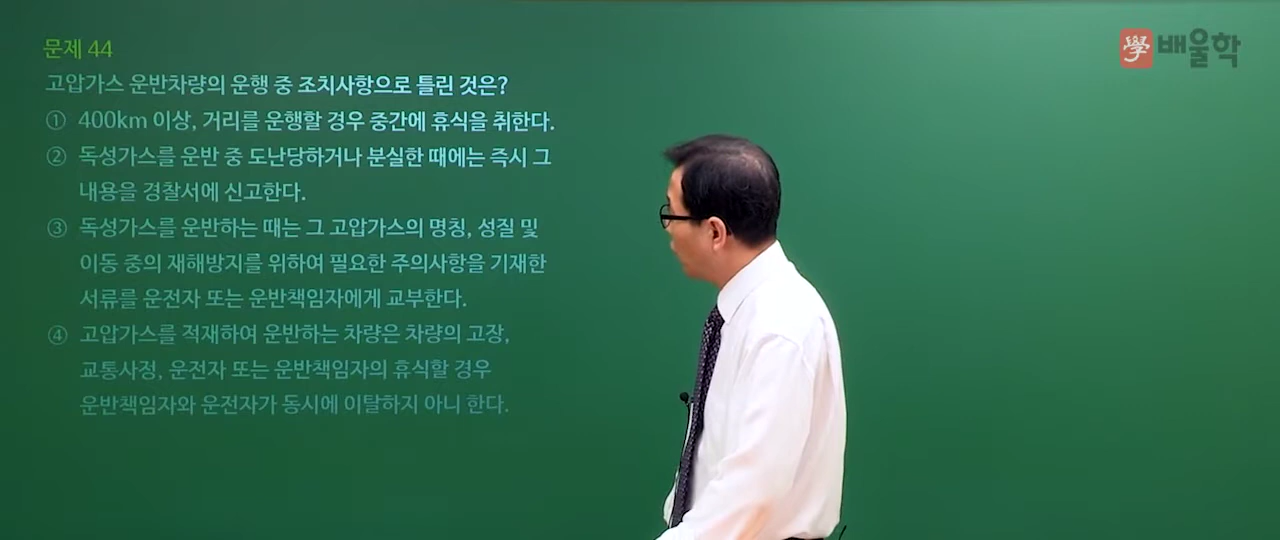 문제 44
學 배울학
고압가스 운반차량의 운행 중 조치사항으로 틀린 것은?
① 400km 이상, 거리를 운행할 경우 중간에 휴식을 취한다.
② 독성가스를 운반 중 도난당하거나 분실한 때에는 즉시 그
내용을 경찰서에 신고한다.
③ 독성가스를 운반하는 때는 그 고압가스의 명칭, 성질 및
이동 중의 재해방지를 위하여 필요한 주의사항을 기재한
서류를 운전자 또는 운반책임자에게 교부한다.
④ 고압가스를 적재하여 운반하는 차량은 차량의 고장,
교통사정, 운전자 또는 운반책임자의 휴식할 경우
운반책임자와 운전자가 동시에 이탈하지 아니 한다.